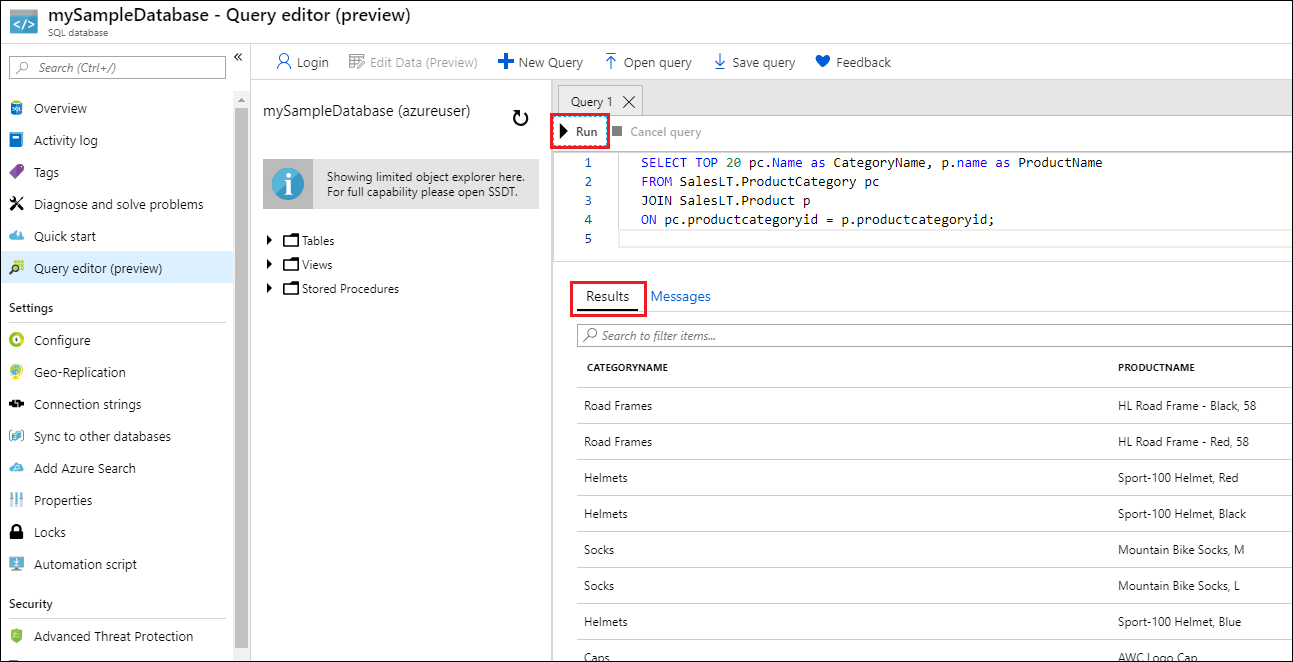 mySampleDatabase - Query editor (preview)
SQL database
Search (Ctrl+/)
«
Overview
Activity log
Tags
Diagnose and solve problems
Quick start
Query editor (preview)
Settings
Configure
Geo-Replication
Connection strings
Sync to other databases
Add Azure Search
Properties
Locks
Automation script
Security
Advanced Threat Protection
Login
Edit Data (Preview)
New Query
Open query
Save query
Feedback
mySampleDatabase (azureuser)
Showing limited object explorer here.
For full capability please open SSDT.
Tables
Views
Stored Procedures
Query 1
Run
Cancel query
1 SELECT TOP 20 pc.Name as CategoryName, p.name as ProductName
2 FROM SalesLT.ProductCategory pc
3 JOIN SalesLT.Product p
4 ON pc.productcategoryid = p.productcategoryid;
5
Results Messages
Search to filter items...
CATEGORYNAME PRODUCTNAME
Road Frames HL Road Frame - Black, 58
Road Frames HL Road Frame - Red, 58
Helmets Sport-100 Helmet, Red
Helmets Sport-100 Helmet, Black
Socks Mountain Bike Socks, M
Socks Mountain Bike Socks, L
Helmets Sport-100 Helmet, Blue
Caps AWC Logo Cap